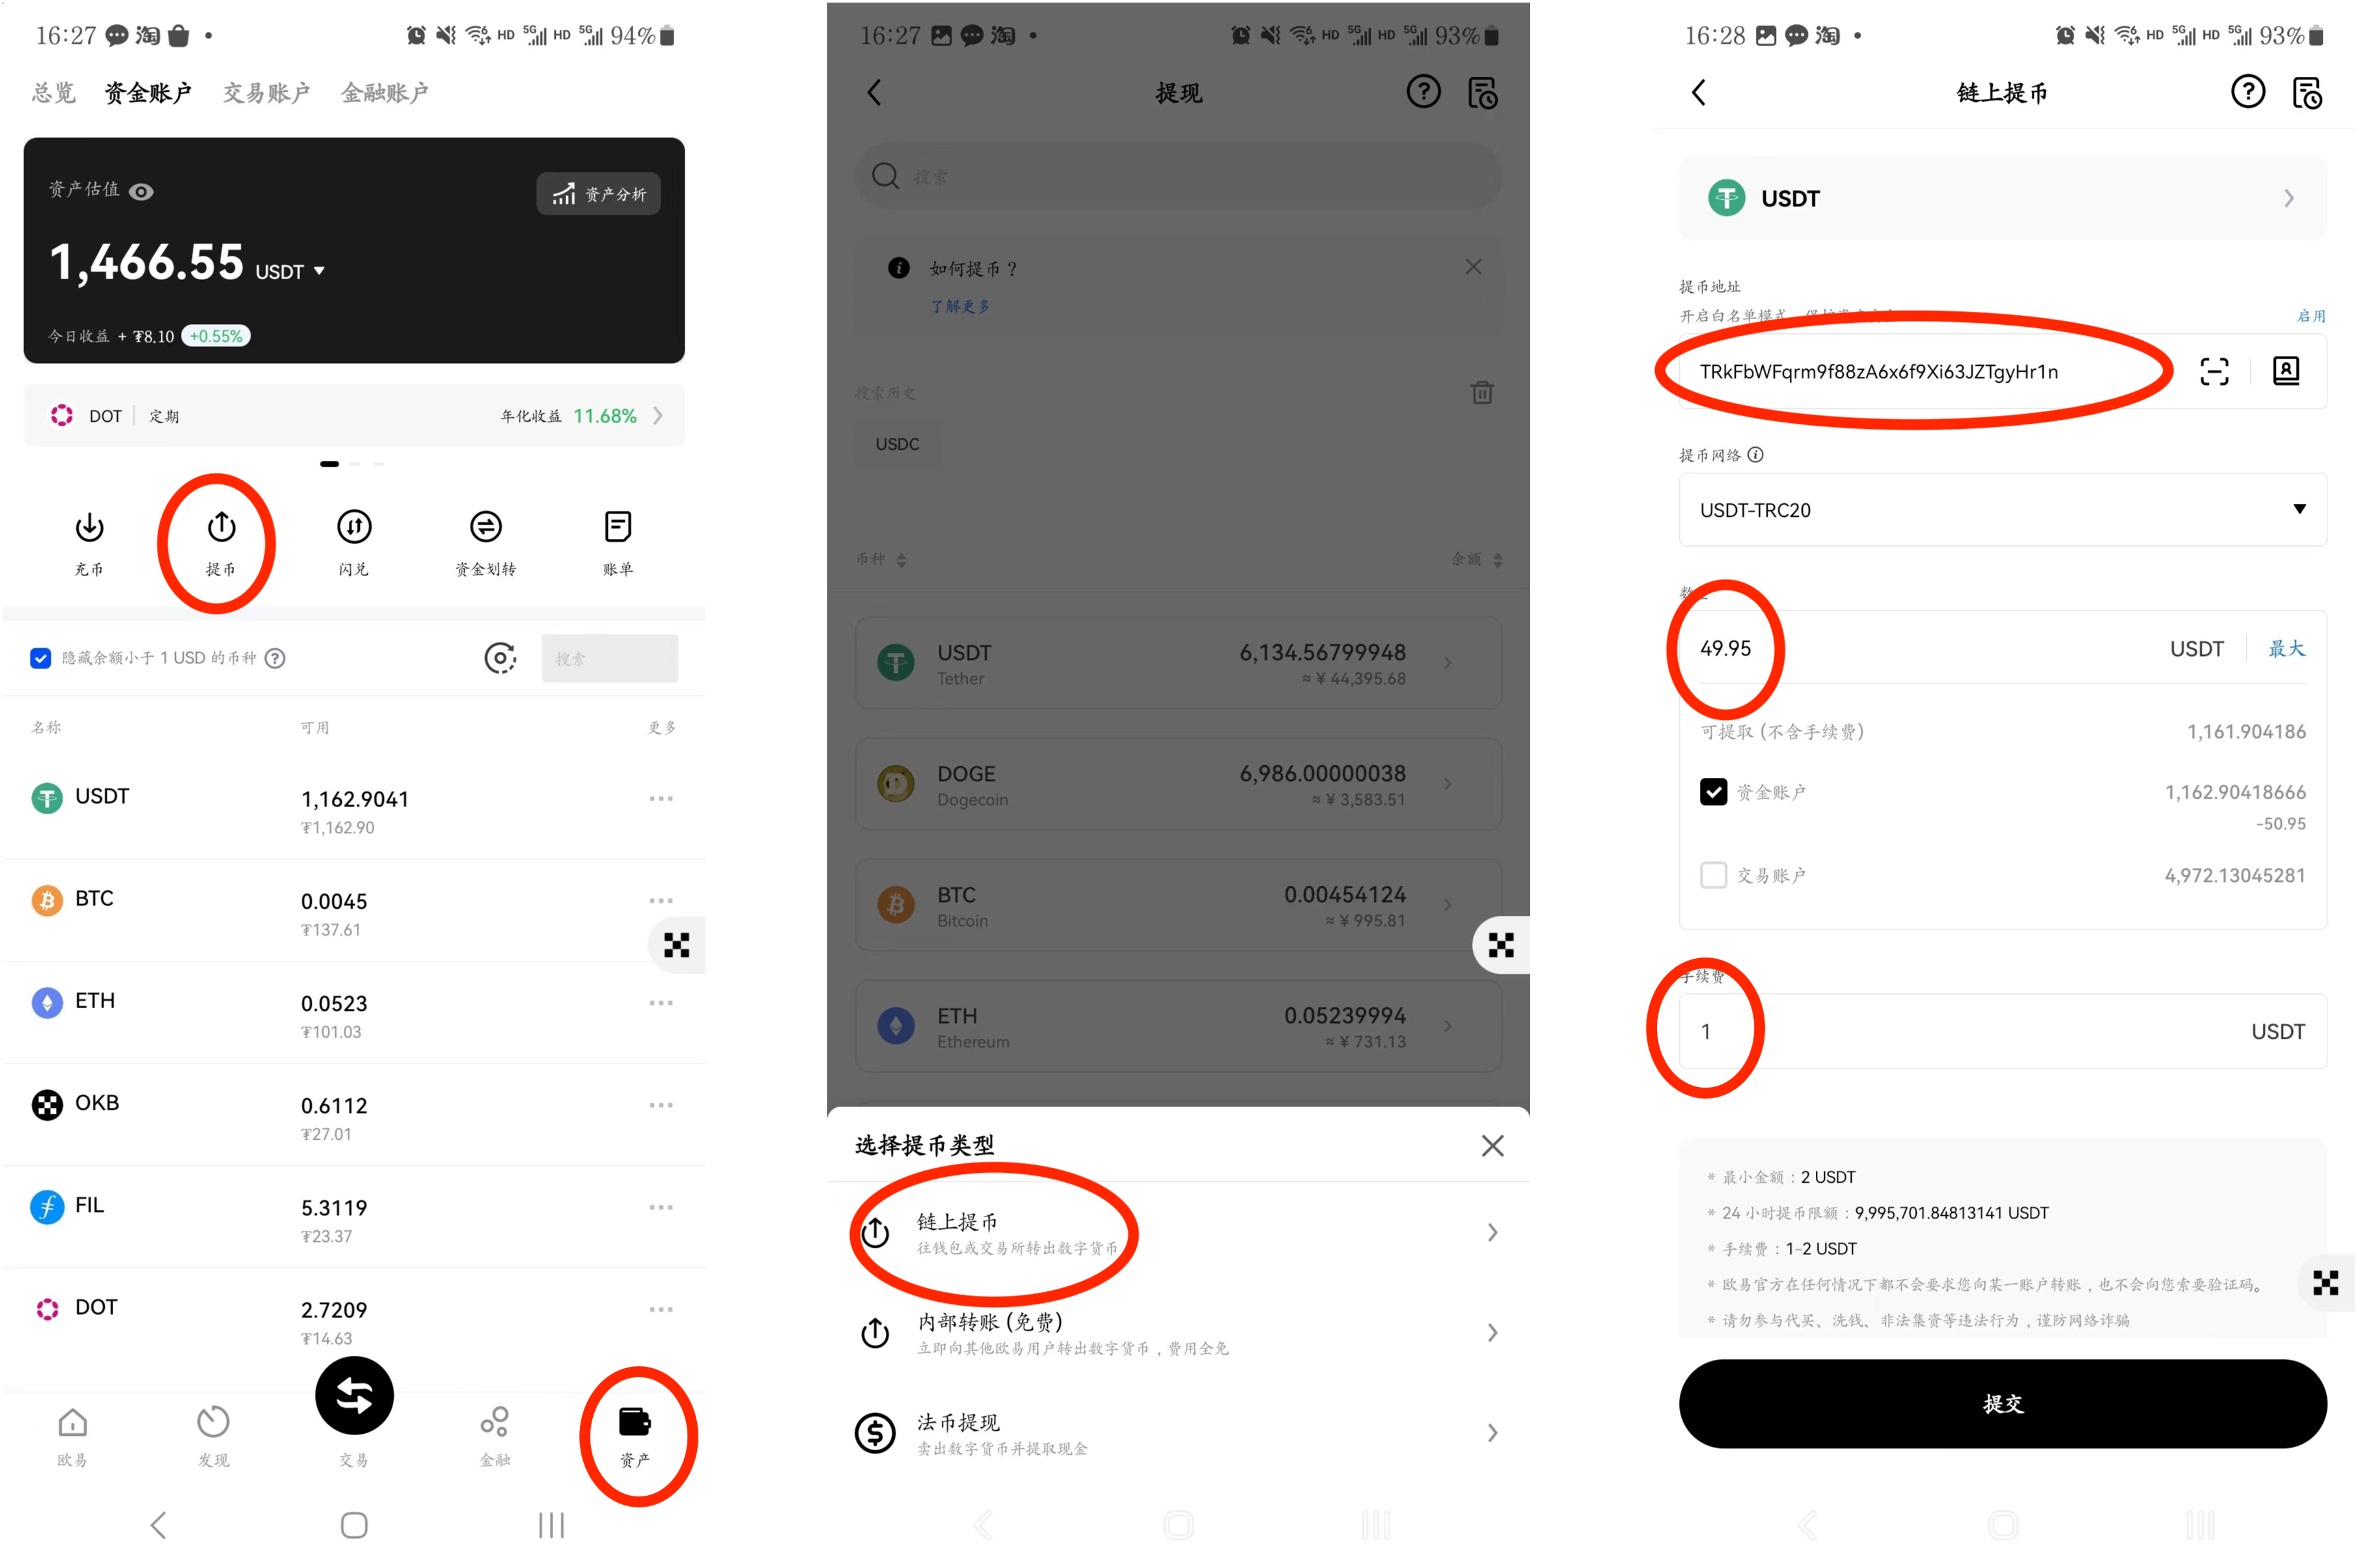 16:27 淘 HD 5G HD 5G 94%
总览 资金账户 交易账户 金融账户
资产估值 资产分析
1,466.55 USDT
今日收益 + ₮8.10 +0.55%
DOT 定期 年化收益 11.68%
充币 提币 闪兑 资金划转 账单
隐藏余额小于 1 USD 的币种 搜索
名称 可用 更多
USDT 1,162.9041
₮1,162.90
BTC 0.0045
₮137.61
ETH 0.0523
₮101.03
OKB 0.6112
₮27.01
FIL 5.3119
₮23.37
DOT 2.7209
₮14.63
欧易 发现 交易 金融 资产
16:27 淘 HD 5G HD 5G 93%
提现
搜索
如何提币？
了解更多
搜索历史
USDC
币种 余额
USDT 6,134.56799948
Tether ≈ ¥ 44,395.68
DOGE 6,986.00000038
Dogecoin ≈ ¥ 3,583.51
BTC 0.00454124
Bitcoin ≈ ¥ 995.81
ETH 0.05239994
Ethereum ≈ ¥ 731.13
选择提币类型
链上提币
往钱包或交易所转出数字货币
内部转账 (免费)
立即向其他欧易用户转出数字货币，费用全免
法币提现
卖出数字货币并提取现金
16:28 淘 HD 5G HD 5G 93%
链上提币
USDT
提币地址
开启白名单模式 启用
TRkFbWFqrm9f88zA6x6f9Xi63JZTgyHr1n
提币网络
USDT-TRC20
49.95 USDT 最大
可提取 (不含手续费) 1,161.904186
资金账户 1,162.90418666
-50.95
交易账户 4,972.13045281
手续费
1 USDT
* 最小金额：2 USDT
* 24 小时提币限额：9,995,701.84813141 USDT
* 手续费：1-2 USDT
* 欧易官方在任何情况下都不会要求您向某一账户转账，也不会向您索要验证码。
* 请勿参与代买、洗钱、非法集资等违法行为，谨防网络诈骗
提交